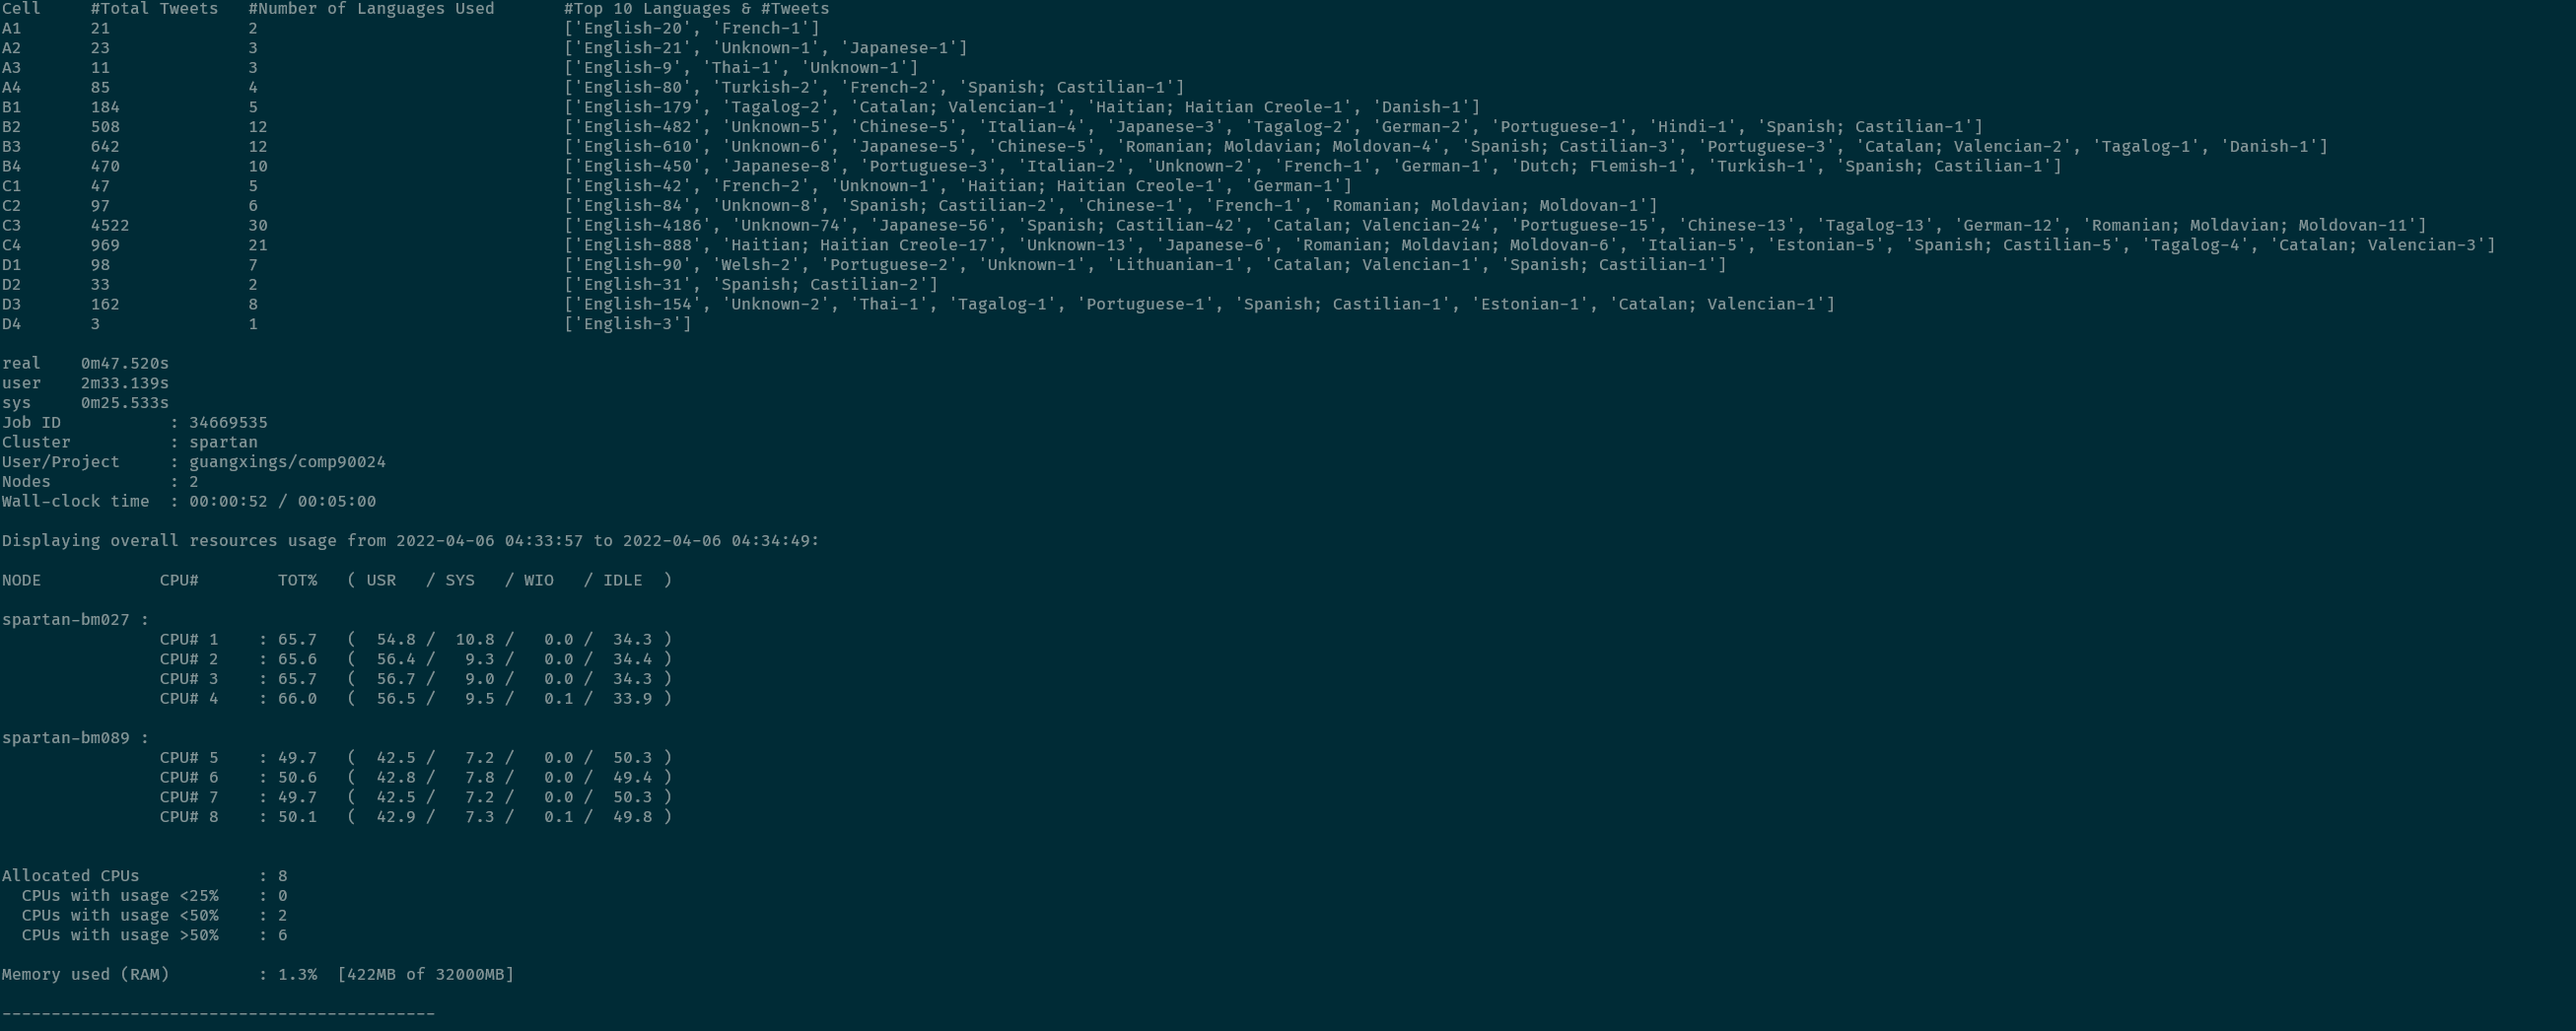 Cell #Total Tweets #Number of Languages Used #Top 10 Languages & #Tweets
A1 21 2 ['English-20', 'French-1']
A2 23 3 ['English-21', 'Unknown-1', 'Japanese-1']
A3 11 3 ['English-9', 'Thai-1', 'Unknown-1']
A4 85 4 ['English-80', 'Turkish-2', 'French-2', 'Spanish; Castilian-1']
B1 184 5 ['English-179', 'Tagalog-2', 'Catalan; Valencian-1', 'Haitian; Haitian Creole-1', 'Danish-1']
B2 508 12 ['English-482', 'Unknown-5', 'Chinese-5', 'Italian-4', 'Japanese-3', 'Tagalog-2', 'German-2', 'Portuguese-1', 'Hindi-1', 'Spanish; Castilian-1']
B3 642 12 ['English-610', 'Unknown-6', 'Japanese-5', 'Chinese-5', 'Romanian; Moldavian; Moldovan-4', 'Spanish; Castilian-3', 'Portuguese-3', 'Catalan; Valencian-2', 'Tagalog-1', 'Danish-1']
B4 470 10 ['English-450', 'Japanese-8', 'Portuguese-3', 'Italian-2', 'Unknown-2', 'French-1', 'German-1', 'Dutch; Flemish-1', 'Turkish-1', 'Spanish; Castilian-1']
C1 47 5 ['English-42', 'French-2', 'Unknown-1', 'Haitian; Haitian Creole-1', 'German-1']
C2 97 6 ['English-84', 'Unknown-8', 'Spanish; Castilian-2', 'Chinese-1', 'French-1', 'Romanian; Moldavian; Moldovan-1']
C3 4522 30 ['English-4186', 'Unknown-74', 'Japanese-56', 'Spanish; Castilian-42', 'Catalan; Valencian-24', 'Portuguese-15', 'Chinese-13', 'Tagalog-13', 'German-12', 'Romanian; Moldavian; Moldovan-11']
C4 969 21 ['English-888', 'Haitian; Haitian Creole-17', 'Unknown-13', 'Japanese-6', 'Romanian; Moldavian; Moldovan-6', 'Italian-5', 'Estonian-5', 'Spanish; Castilian-5', 'Tagalog-4', 'Catalan; Valencian-3']
D1 98 7 ['English-90', 'Welsh-2', 'Portuguese-2', 'Unknown-1', 'Lithuanian-1', 'Catalan; Valencian-1', 'Spanish; Castilian-1']
D2 33 2 ['English-31', 'Spanish; Castilian-2']
D3 162 8 ['English-154', 'Unknown-2', 'Thai-1', 'Tagalog-1', 'Portuguese-1', 'Spanish; Castilian-1', 'Estonian-1', 'Catalan; Valencian-1']
D4 3 1 ['English-3']
real 0m47.520s
user 2m33.139s
sys 0m25.533s
Job ID : 34669535
Cluster : spartan
User/Project : guangxings/comp90024
Nodes : 2
Wall-clock time : 00:00:52 / 00:05:00
Displaying overall resources usage from 2022-04-06 04:33:57 to 2022-04-06 04:34:49:
NODE CPU# TOT% ( USR / SYS / WIO / IDLE )
spartan-bm027 :
CPU# 1 : 65.7 ( 54.8 / 10.8 / 0.0 / 34.3 )
CPU# 2 : 65.6 ( 56.4 / 9.3 / 0.0 / 34.4 )
CPU# 3 : 65.7 ( 56.7 / 9.0 / 0.0 / 34.3 )
CPU# 4 : 66.0 ( 56.5 / 9.5 / 0.1 / 33.9 )
spartan-bm089 :
CPU# 5 : 49.7 ( 42.5 / 7.2 / 0.0 / 50.3 )
CPU# 6 : 50.6 ( 42.8 / 7.8 / 0.0 / 49.4 )
CPU# 7 : 49.7 ( 42.5 / 7.2 / 0.0 / 50.3 )
CPU# 8 : 50.1 ( 42.9 / 7.3 / 0.1 / 49.8 )
Allocated CPUs : 8
CPUs with usage <25% : 0
CPUs with usage <50% : 2
CPUs with usage >50% : 6
Memory used (RAM) : 1.3% [422MB of 32000MB]
--------------------------------------------